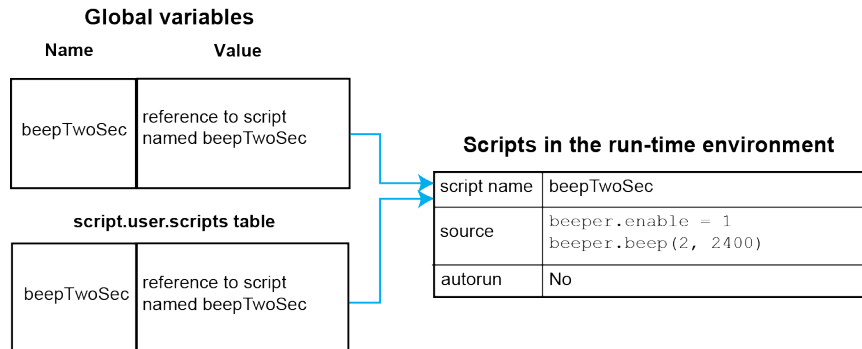 Global variables
Name Value
beepTwoSec
reference to script
named beepTwoSec
script.user.scripts table
beepTwoSec
reference to script
named beepTwoSec
Scripts in the run-time environment
script name beepTwoSec
source
beeper.enable = 1
beeper.beep(2, 2400)
autorun No